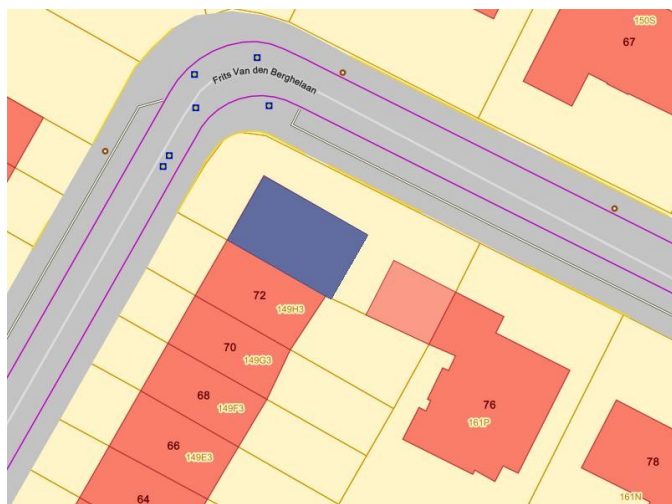 150S
67
Frits Van den Berghelaan
72
149H3
70
149G3
68
149F3
76
161P
66
149E3
78
64
161N